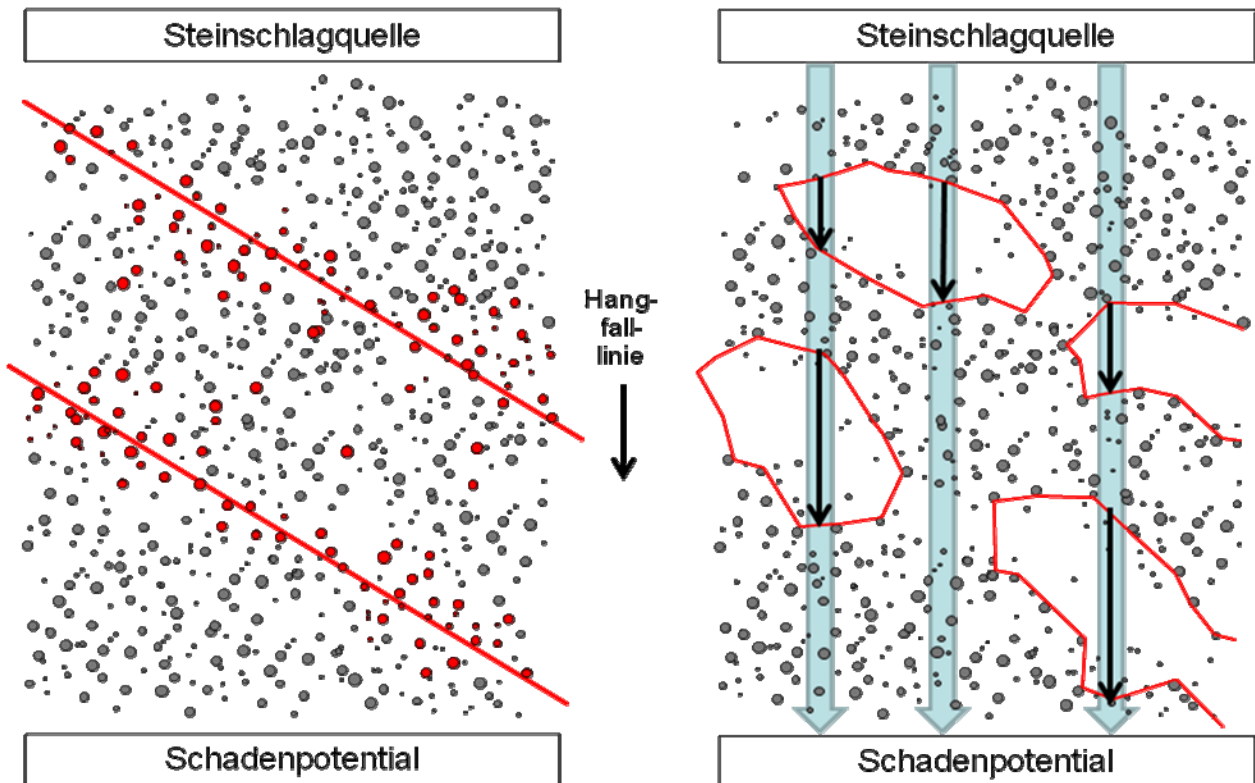 Steinschlagquelle
Steinschlagquelle
Hang-
fall-
linie
Schadenpotential
Schadenpotential